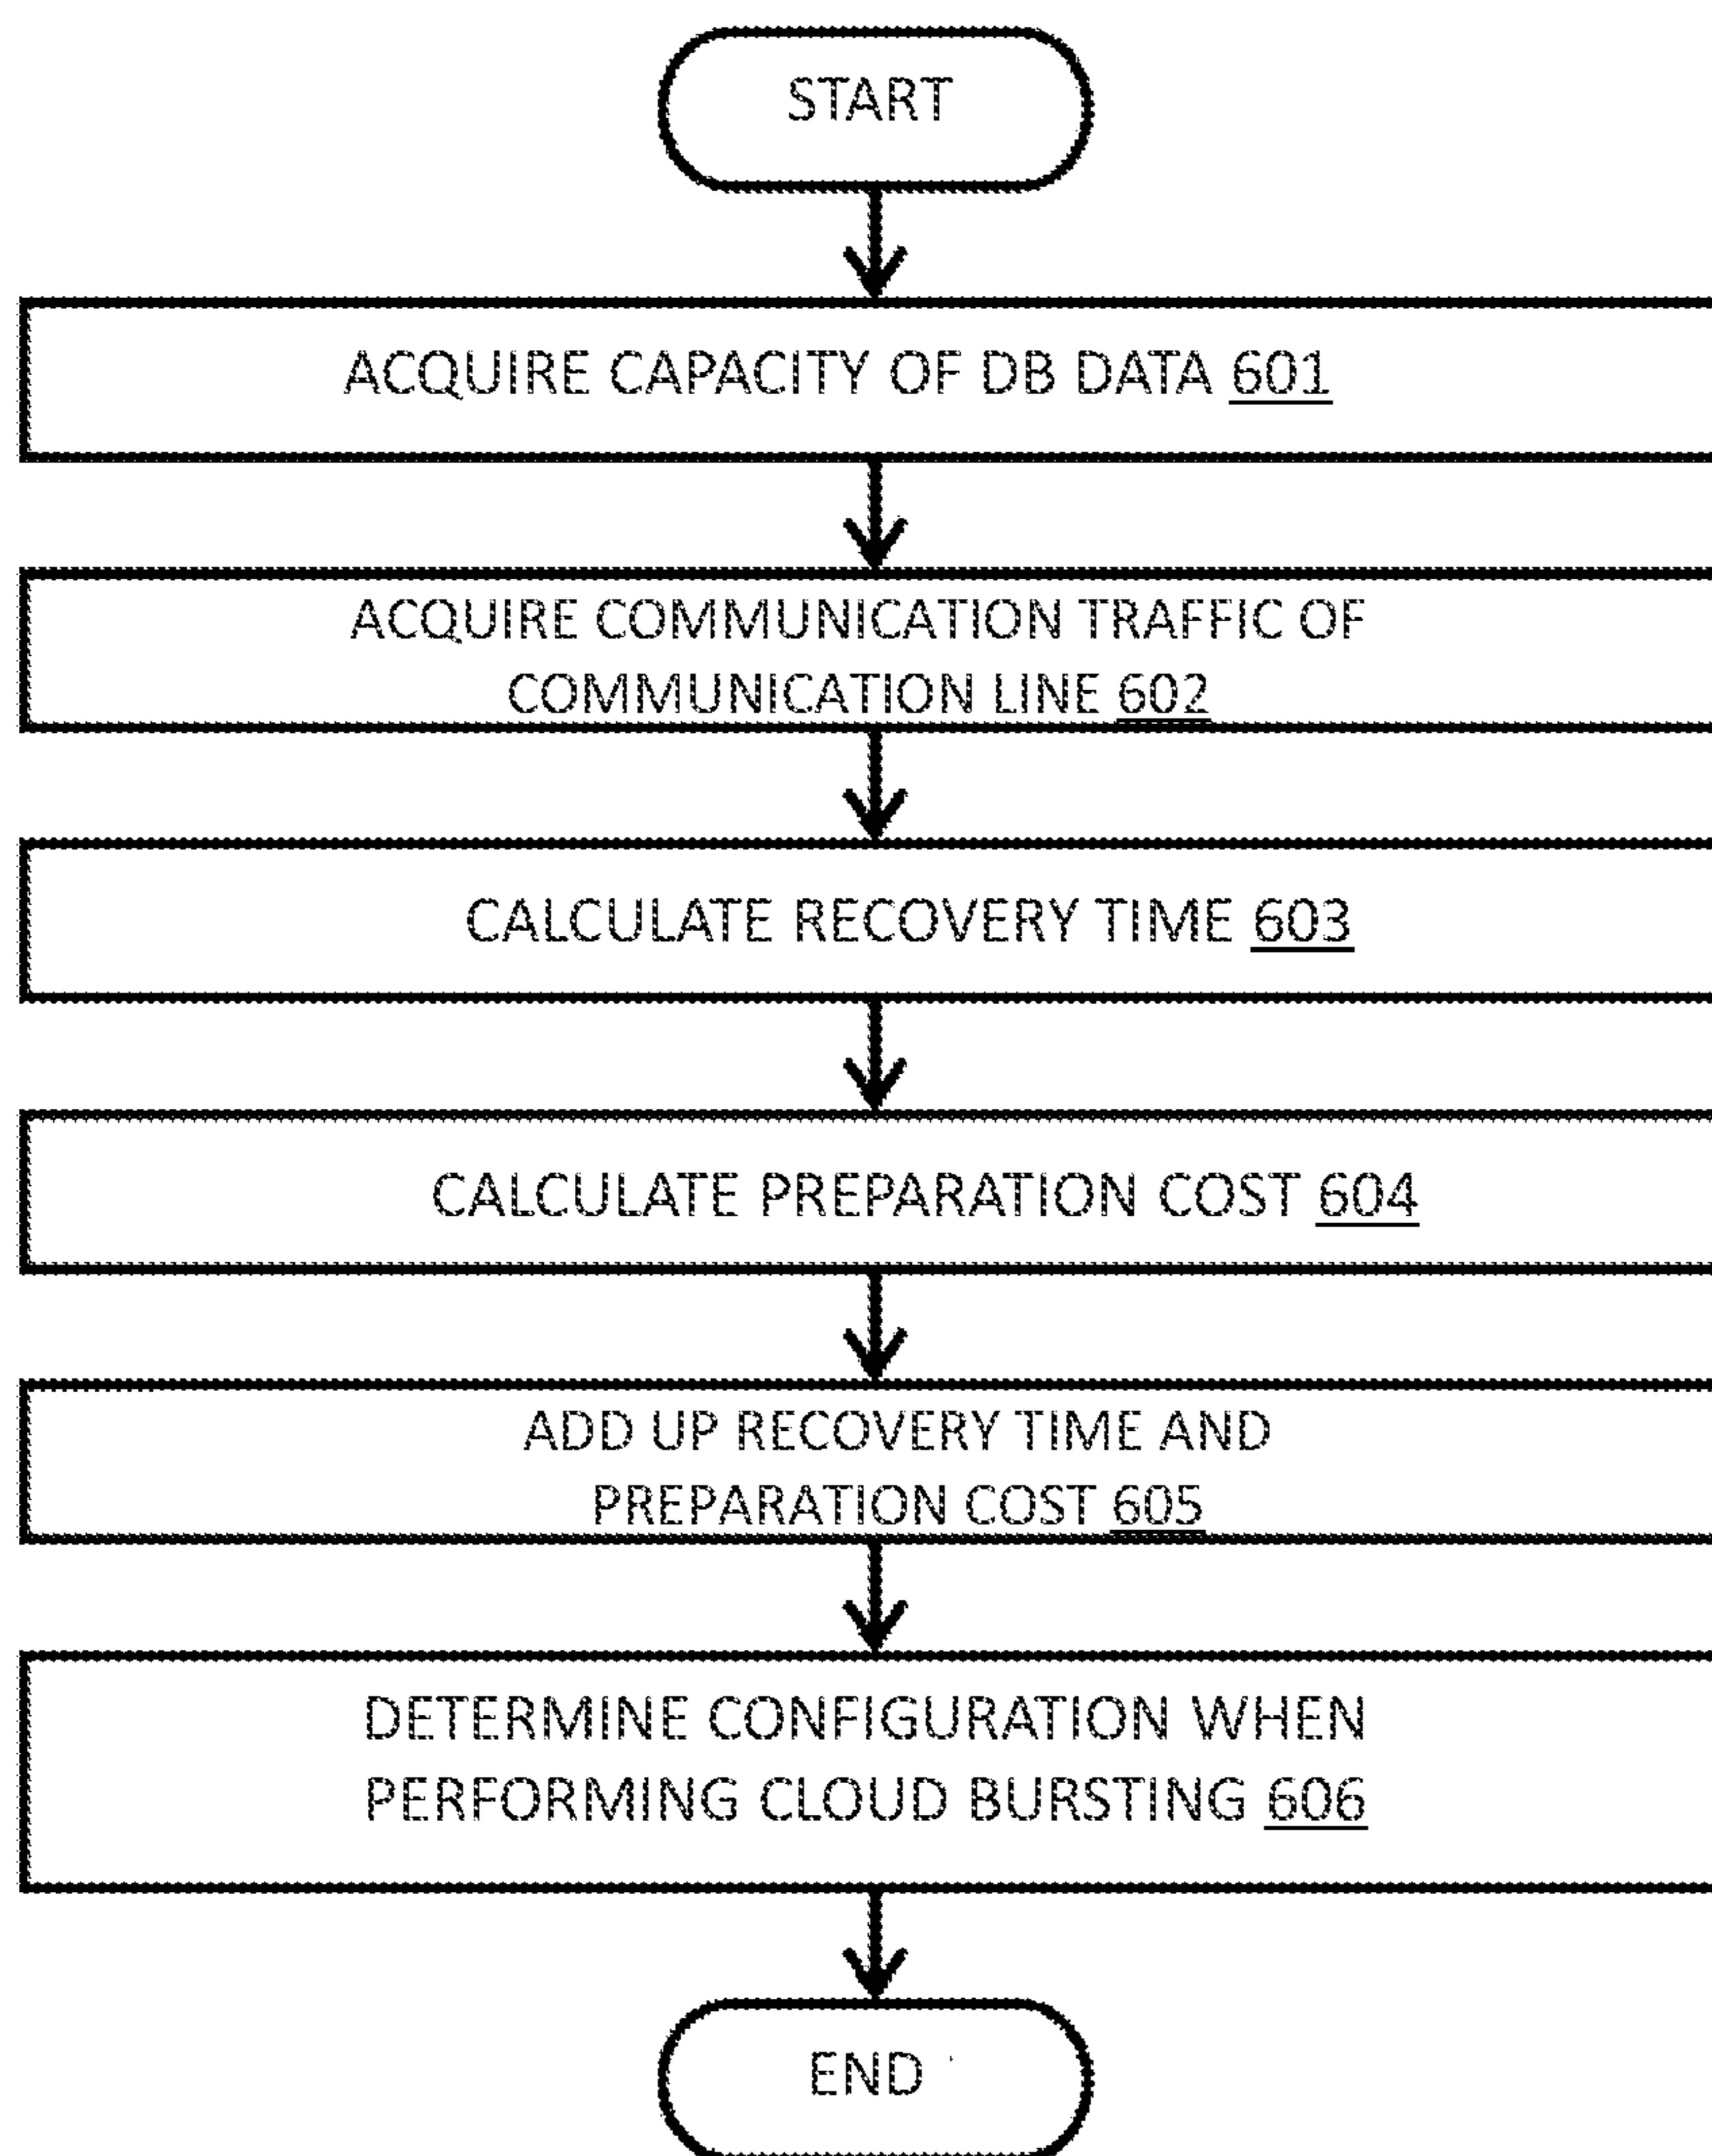 START
ACQUIRE CAPACITY OF DB DATA 601
ACQUIRE COMMUNICATION TRAFFIC OF
COMMUNICATION LINE 602
CALCULATE RECOVERY TIME 603
CALCULATE PREPARATION COST 604
ADD UP RECOVERY TIME AND
PREPARATION COST 605
DETERMINE CONFIGURATION WHEN
PERFORMING CLOUD BURSTING 606
END